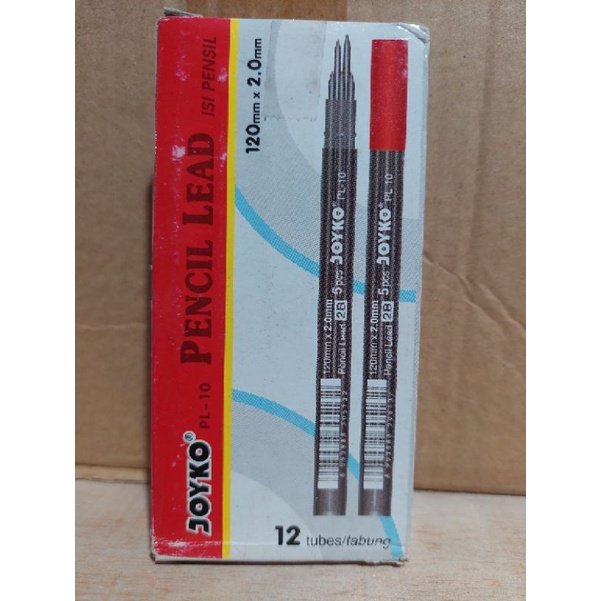 JOYKO®
PL-10 PENCIL LEAD ISI PENSIL
120mm x 2.0mm
120mm x 2.0mm
Pencil Lead 2B 5 pcs
JOYKO® PL-10
120mm x 2.0mm
Pencil Lead 2B 5 pcs
JOYKO® PL-10
12 tubes/tabung